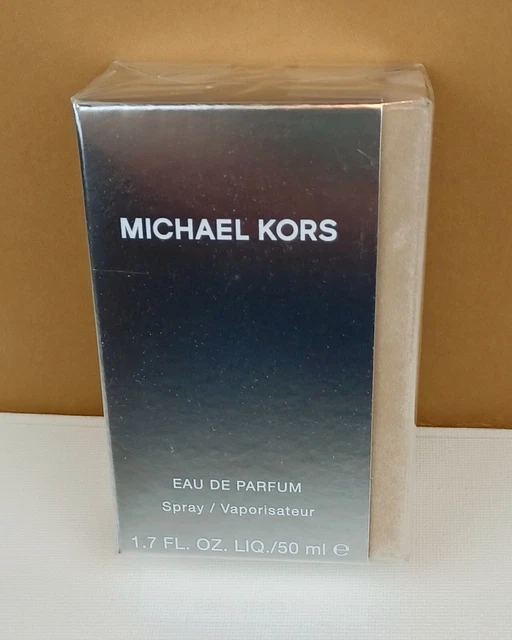 MICHAEL KORS
EAU DE PARFUM
Spray / Vaporisateur
1.7 FL. OZ. LIQ./50 ml ℮